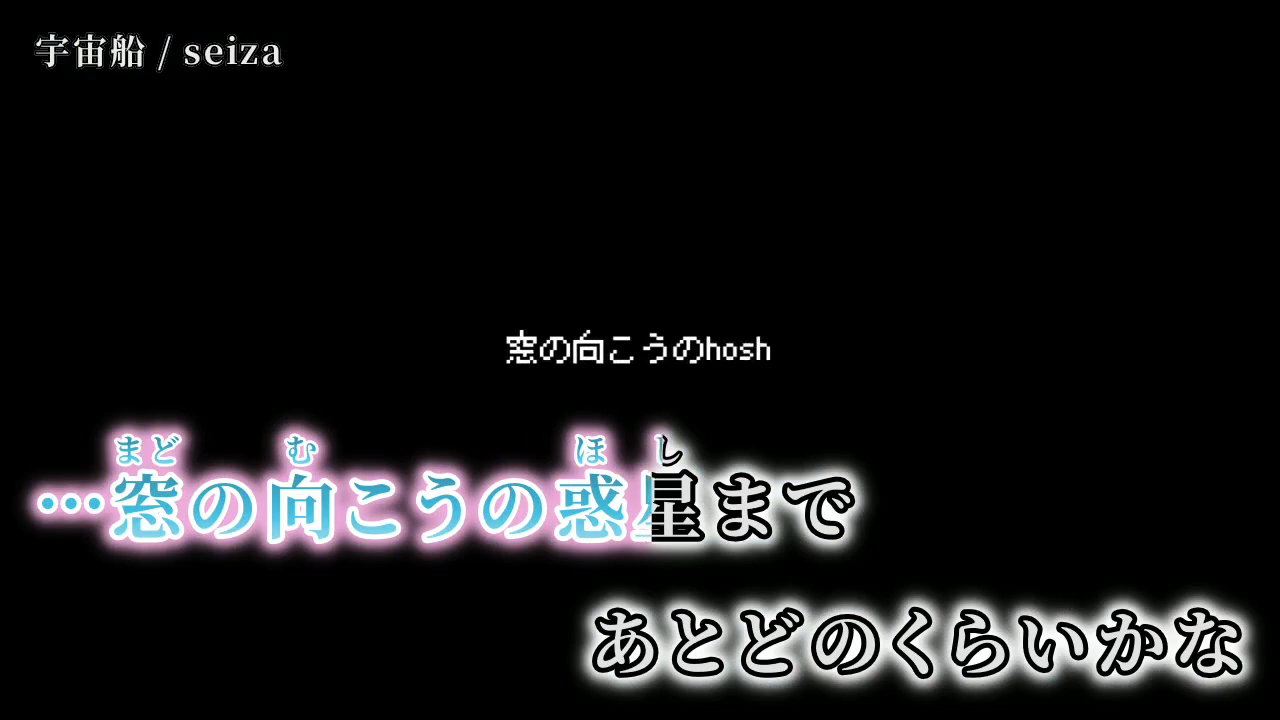 宇宙船 / seiza
窓の向こうのhosh
まど む ほ し
…窓の向こうの惑星まで
あとどのくらいかな